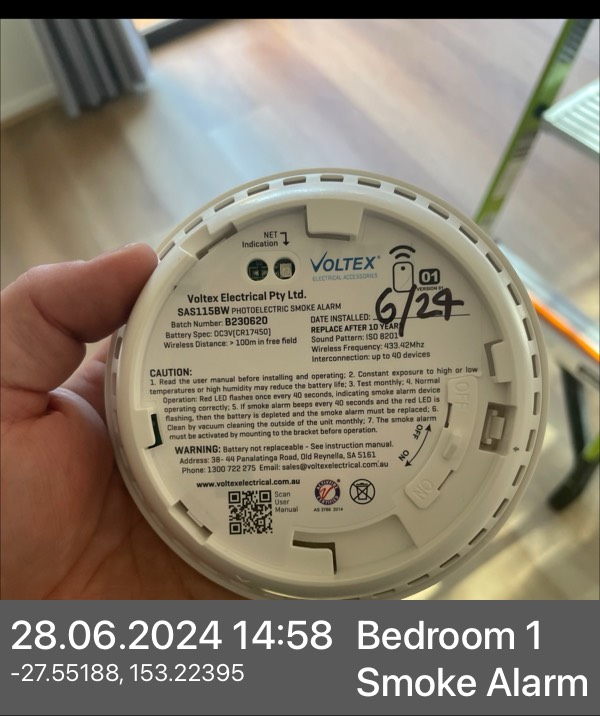 NET
Indication
VOLTEX®
ELECTRICAL ACCESSORIES
01
VERSION 01
Voltex Electrical Pty Ltd.
SAS115BW PHOTOELECTRIC SMOKE ALARM
Batch Number: B230620
Battery Spec: DC3V(CR17450)
Wireless Distance: > 100m in free field
DATE INSTALLED: 6/24
REPLACE AFTER 10 YEAR
Sound Pattern: ISO 8201
Wireless Frequency: 433.42Mhz
Interconnection: up to 40 devices
CAUTION:
1. Read the user manual before installing and operating; 2. Constant exposure to high or low
temperatures or high humidity may reduce the battery life; 3. Test monthly; 4. Normal
Operation: Red LED flashes once every 40 seconds, indicating smoke alarm device
operating correctly; 5. If smoke alarm beeps every 40 seconds and the red LED is
flashing, then the battery is depleted and the smoke alarm must be replaced; 6.
Clean by vacuum cleaning the outside of the unit monthly; 7. The smoke alarm
must be activated by mounting to the bracket before operation.
OFF
WARNING: Battery not replaceable - See instruction manual.
Address: 38- 44 Panalatinga Road, Old Reynella, SA 5161
Phone: 1300 722 275 Email: sales@voltexelectrical.com.au
OFF
ON
ON
www.voltexelectrical.com.au
Scan
User
Manual
AS 3786 2014
28.06.2024 14:58
-27.55188, 153.22395
Bedroom 1
Smoke Alarm